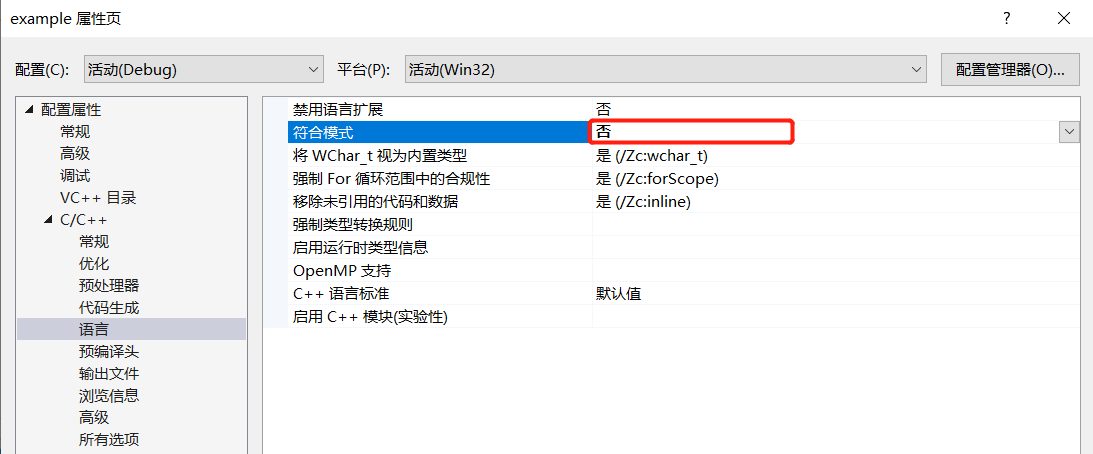 example 属性页
?
配置(C): 活动(Debug) 平台(P): 活动(Win32) 配置管理器(O)...
配置属性
常规
高级
调试
VC++ 目录
C/C++
常规
优化
预处理器
代码生成
语言
预编译头
输出文件
浏览信息
高级
所有选项
禁用语言扩展 否
符合模式 否
将 WChar_t 视为内置类型 是 (/Zc:wchar_t)
强制 For 循环范围中的合规性 是 (/Zc:forScope)
移除未引用的代码和数据 是 (/Zc:inline)
强制类型转换规则
启用运行时类型信息
OpenMP 支持
C++ 语言标准 默认值
启用 C++ 模块(实验性)